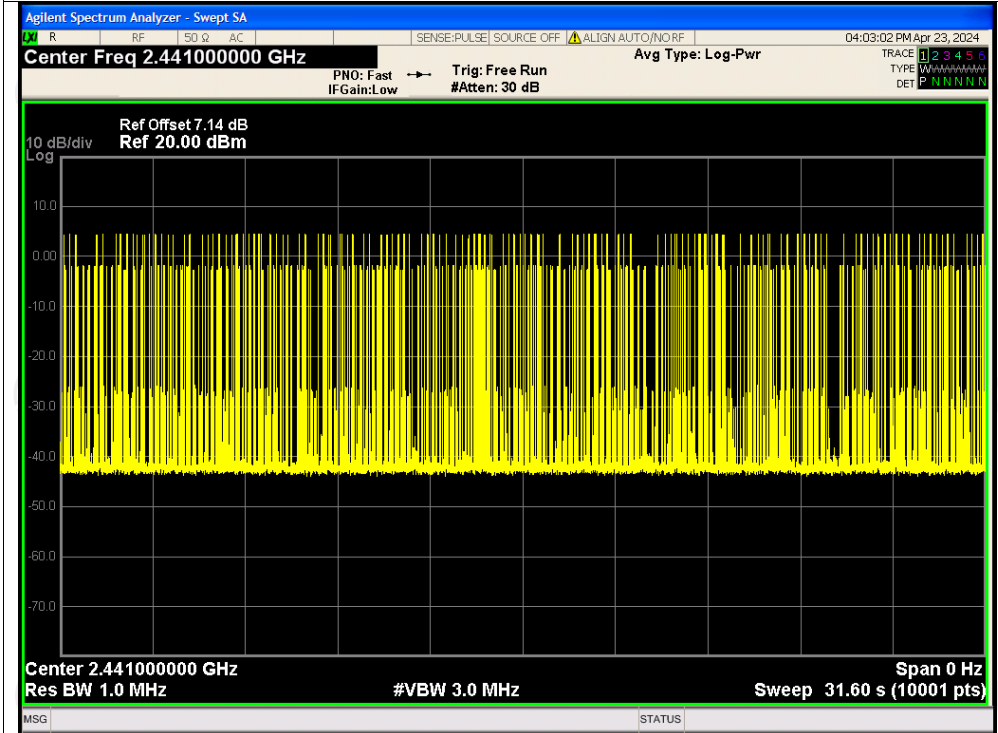 Agilent Spectrum Analyzer - Swept SA
LXI R RF 50 Ω AC SENSE:PULSE SOURCE OFF ALIGN AUTO/NO RF 04:03:02 PM Apr 23, 2024
Center Freq 2.441000000 GHz Avg Type: Log-Pwr TRACE 1 2 3 4 5 6
PNO: Fast Trig: Free Run TYPE WWWWWW
IFGain:Low #Atten: 30 dB DET P N N N N N
Ref Offset 7.14 dB
10 dB/div Ref 20.00 dBm
Log
10.0
0.00
-10.0
-20.0
-30.0
-40.0
-50.0
-60.0
-70.0
Center 2.441000000 GHz Span 0 Hz
Res BW 1.0 MHz #VBW 3.0 MHz Sweep 31.60 s (10001 pts)
MSG STATUS